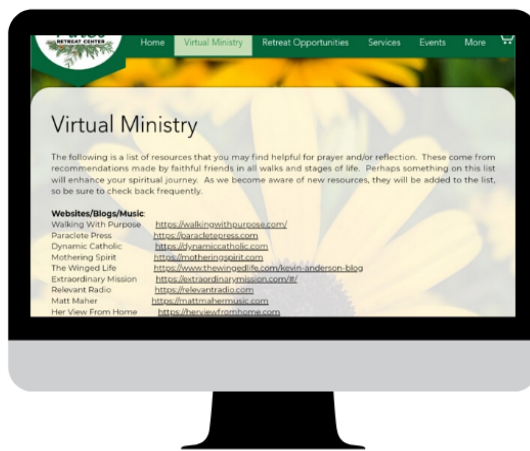 RETREAT CENTER
Home Virtual Ministry Retreat Opportunities Services Events More
Virtual Ministry
The following is a list of resources that you may find helpful for prayer and/or reflection. These come from
recommendations made by faithful friends in all walks and stages of life. Perhaps something on this list
will enhance your spiritual journey. As we become aware of new resources, they will be added to the list,
so be sure to check back frequently.
Websites/Blogs/Music:
Walking With Purpose https://walkingwithpurpose.com/
Paraclete Press https://paracletepress.com
Dynamic Catholic https://dynamiccatholic.com
Mothering Spirit https://motheringspirit.com
The Winged Life https://www.thewingedlife.com/kevin-anderson-blog
Extraordinary Mission https://extraordinarymission.com/#/
Relevant Radio https://relevantradio.com
Matt Maher https://mattmahermusic.com
Her View From Home https://herviewfromhome.com